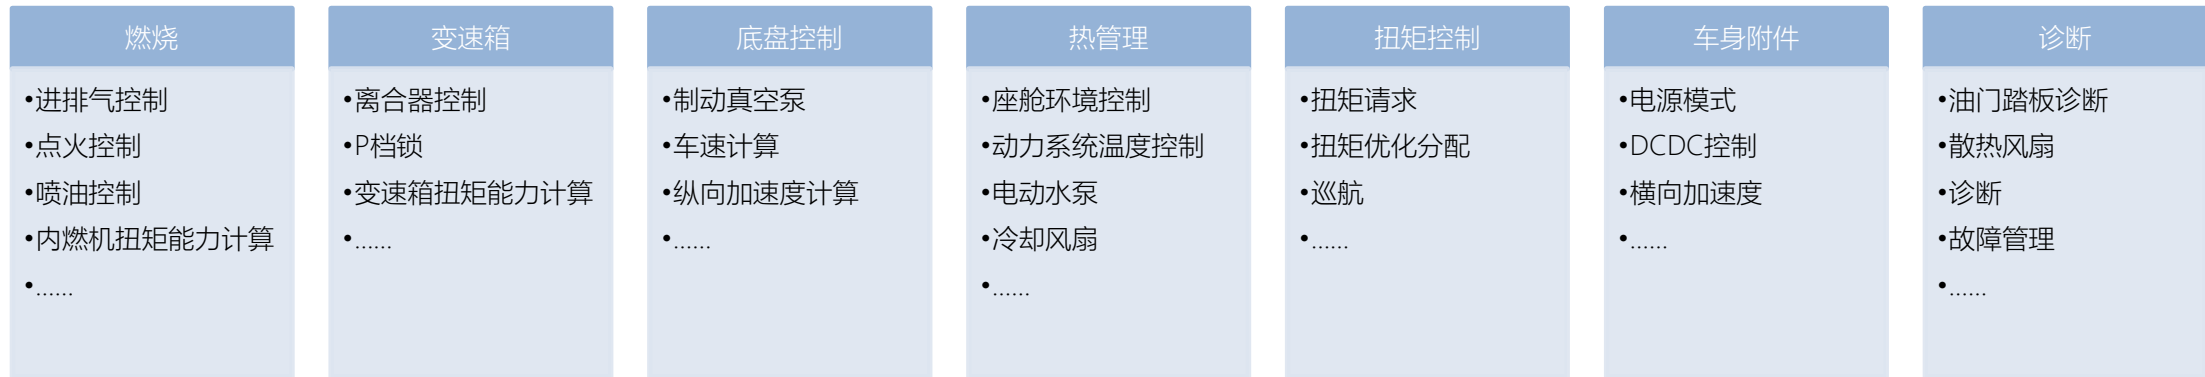 燃烧
•进排气控制
•点火控制
•喷油控制
•内燃机扭矩能力计算
•......
变速箱
•离合器控制
•P档锁
•变速箱扭矩能力计算
•......
底盘控制
•制动真空泵
•车速计算
•纵向加速度计算
•......
热管理
•座舱环境控制
•动力系统温度控制
•电动水泵
•冷却风扇
•......
扭矩控制
•扭矩请求
•扭矩优化分配
•巡航
•......
车身附件
•电源模式
•DCDC控制
•横向加速度
•......
诊断
•油门踏板诊断
•散热风扇
•诊断
•故障管理
•......